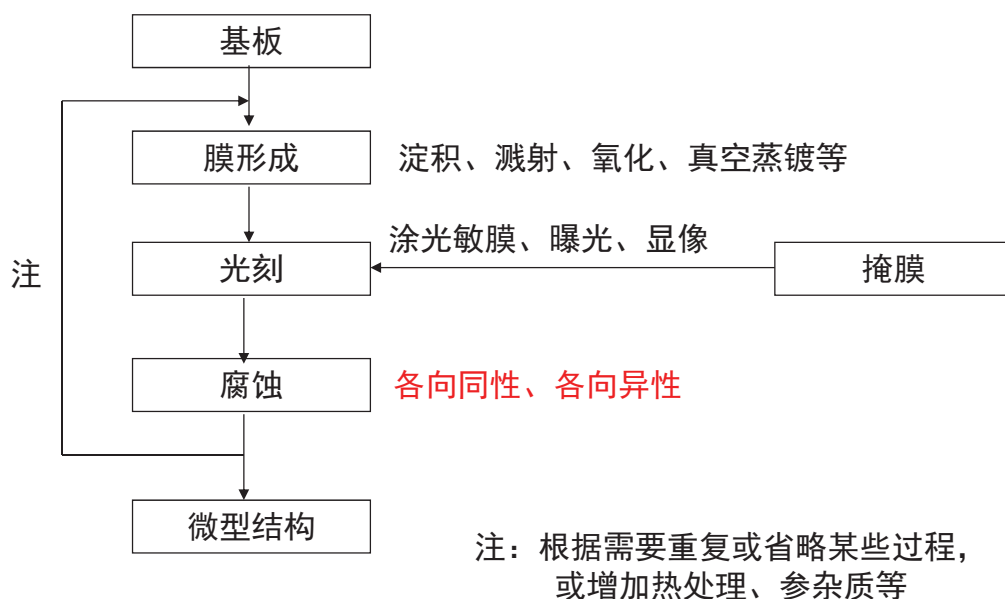 基板
膜形成
淀积、溅射、氧化、真空蒸镀等
涂光敏膜、曝光、显像
光刻
掩膜
注
腐蚀
各向同性、各向异性
微型结构
注：根据需要重复或省略某些过程，
或增加热处理、参杂质等